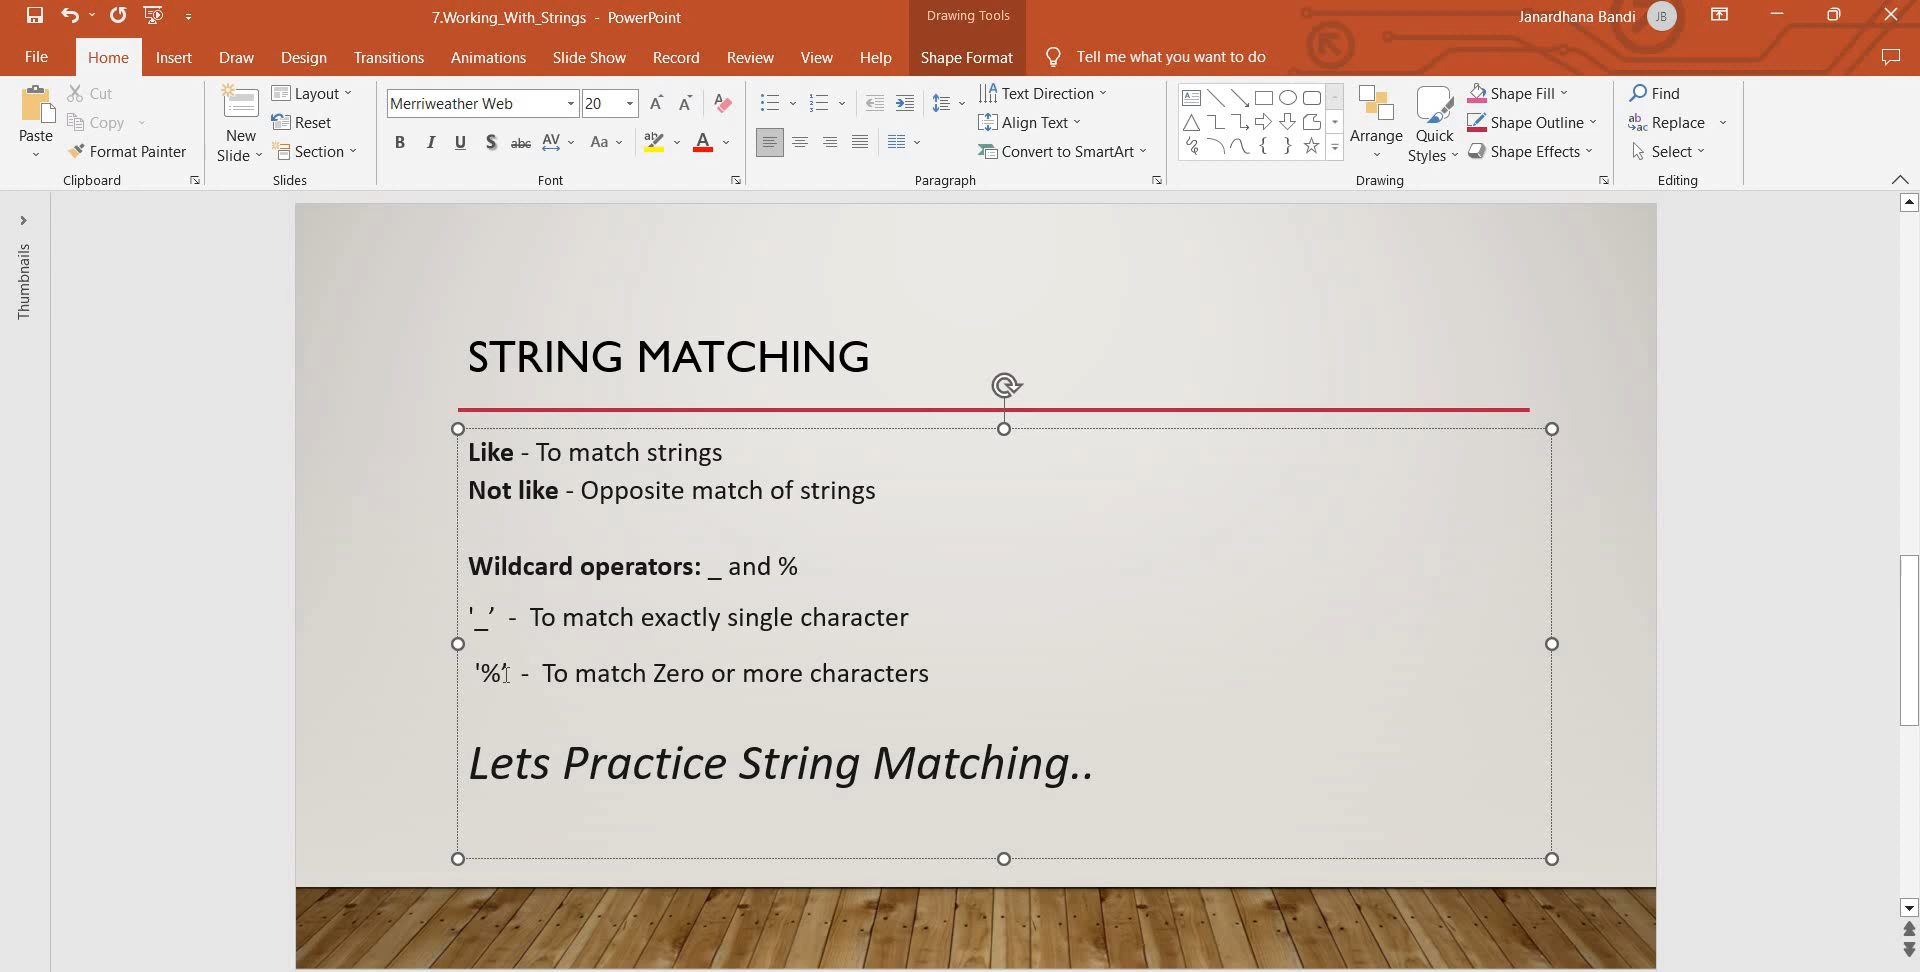 7.Working_With_Strings - PowerPoint
Drawing Tools
Janardhana Bandi
JB
File
Home
Insert
Draw
Design
Transitions
Animations
Slide Show
Record
Review
View
Help
Shape Format
Tell me what you want to do
Paste
Cut
Copy
Format Painter
Clipboard
New Slide
Layout
Reset
Section
Slides
Merriweather Web
20
B I U S abc AV Aa A
Font
Text Direction
Align Text
Convert to SmartArt
Paragraph
Arrange
Quick Styles
Shape Fill
Shape Outline
Shape Effects
Drawing
Find
Replace
Select
Editing
Thumbnails
STRING MATCHING
Like - To match strings
Not like - Opposite match of strings
Wildcard operators: _ and %
'_’ - To match exactly single character
'%’ - To match Zero or more characters
Lets Practice String Matching..